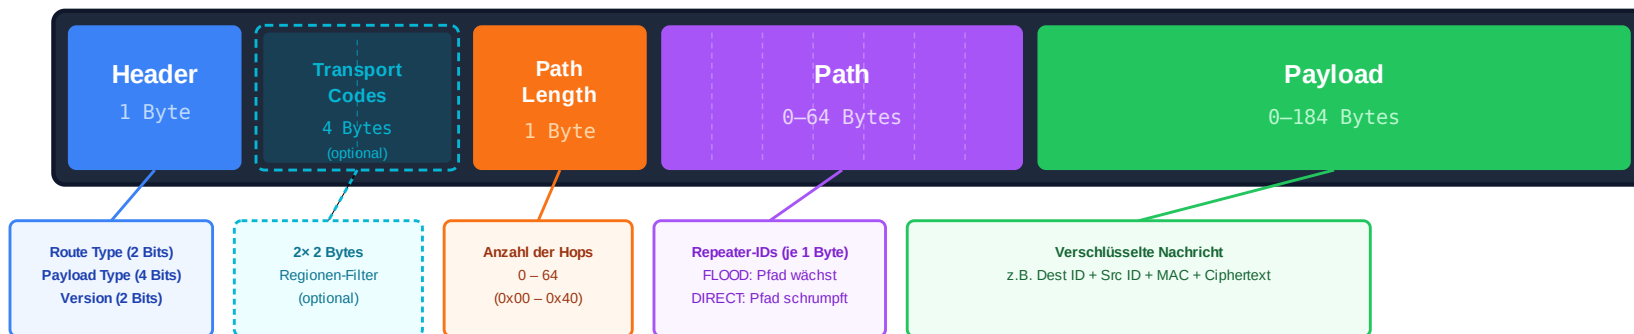 Header
1 Byte
Transport
Codes
4 Bytes
(optional)
Path
Length
1 Byte
Path
0–64 Bytes
Payload
0–184 Bytes
Route Type (2 Bits)
Payload Type (4 Bits)
Version (2 Bits)
2× 2 Bytes
Regionen-Filter
(optional)
Anzahl der Hops
0 – 64
(0x00 – 0x40)
Repeater-IDs (je 1 Byte)
FLOOD: Pfad wächst
DIRECT: Pfad schrumpft
Verschlüsselte Nachricht
z.B. Dest ID + Src ID + MAC + Ciphertext